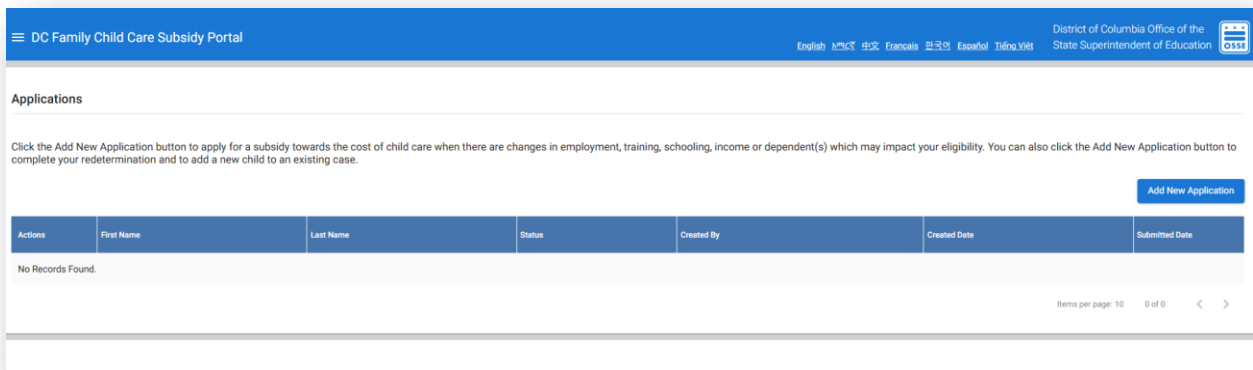 DC Family Child Care Subsidy Portal
English አማርኛ 中文 Français 한국어 Español Tiếng Việt
District of Columbia Office of the
State Superintendent of Education
OSSE
Applications
Click the Add New Application button to apply for a subsidy towards the cost of child care when there are changes in employment, training, schooling, income or dependent(s) which may impact your eligibility. You can also click the Add New Application button to
complete your redetermination and to add a new child to an existing case.
Add New Application
Actions First Name Last Name Status Created By Created Date Submitted Date
No Records Found.
Items per page: 10 0 of 0